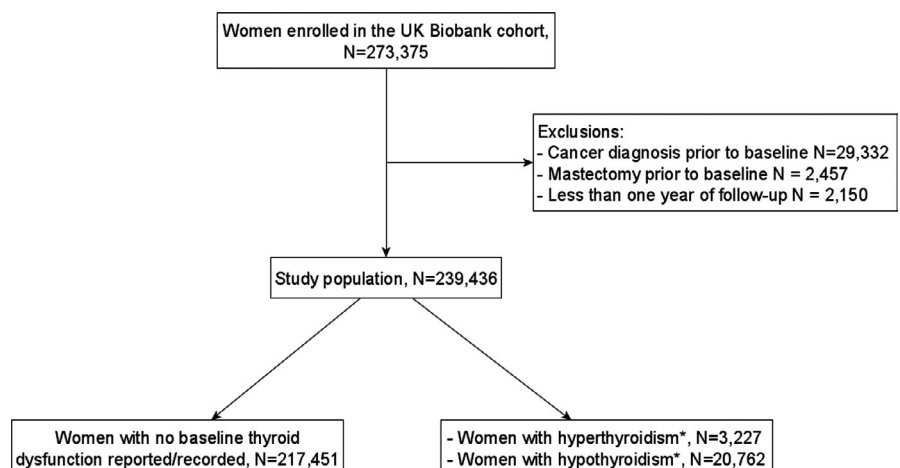 Women enrolled in the UK Biobank cohort,
N=273,375
Exclusions:
- Cancer diagnosis prior to baseline N=29,332
- Mastectomy prior to baseline N = 2,457
- Less than one year of follow-up N = 2,150
Study population, N=239,436
Women with no baseline thyroid
dysfunction reported/recorded, N=217,451
- Women with hyperthyroidism*, N=3,227
- Women with hypothyroidism*, N=20,762